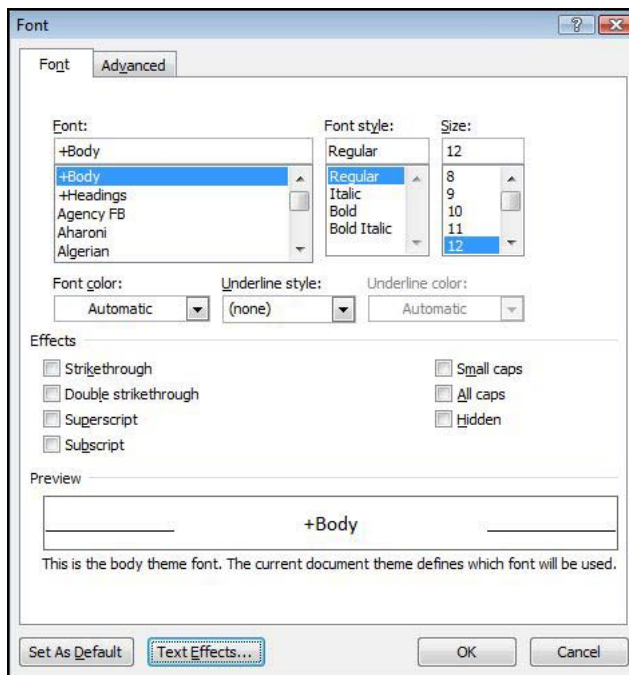 Font
Font Advanced
Font: Font style: Size:
+Body Regular 12
+Body Regular 8
+Headings Italic 9
Agency FB Bold 10
Aharoni Bold Italic 11
Algerian 12
Font color: Underline style: Underline color:
Automatic (none) Automatic
Effects
Strikethrough Small caps
Double strikethrough All caps
Superscript Hidden
Subscript
Preview
+Body
This is the body theme font. The current document theme defines which font will be used.
Set As Default Text Effects... OK Cancel